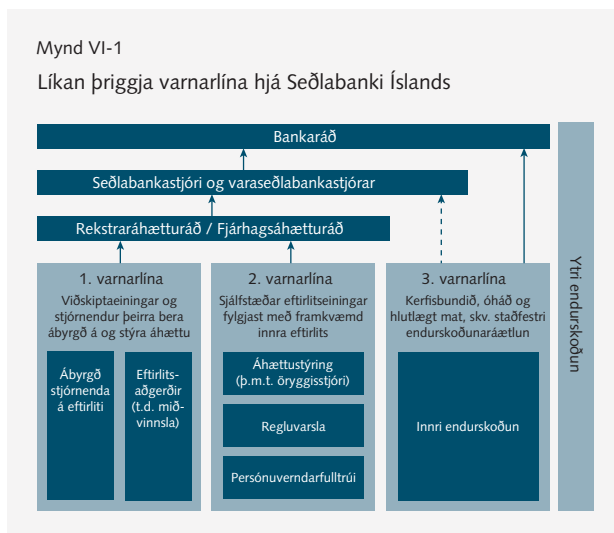 Mynd VI-1
Líkan þriggja varnarlína hjá Seðlabanki Íslands
Bankaráð
Seðlabankastjóri og varaseðlabankastjórar
Rekstraráhætturáð / Fjárhagsáhætturáð
1. varnarlína
Viðskiptaeiningar og
stjórnendur þeirra bera
ábyrgð á og stýra áhættu
Ábyrgð
stjórnenda
á eftirliti
Eftirlits-
aðgerðir
(t.d. mið-
vinnsla)
2. varnarlína
Sjálfstæðar eftirlitseiningar
fylgjast með framkvæmd
innra eftirlits
Áhættustýring
(þ.m.t. öryggisstjóri)
Regluvarsla
Persónuverndarfulltrúi
3. varnarlína
Kerfisbundið, óháð og
hlutlægt mat, skv. staðfestri
endurskoðunaráætlun
Innri endurskoðun
Ytri endurskoðun